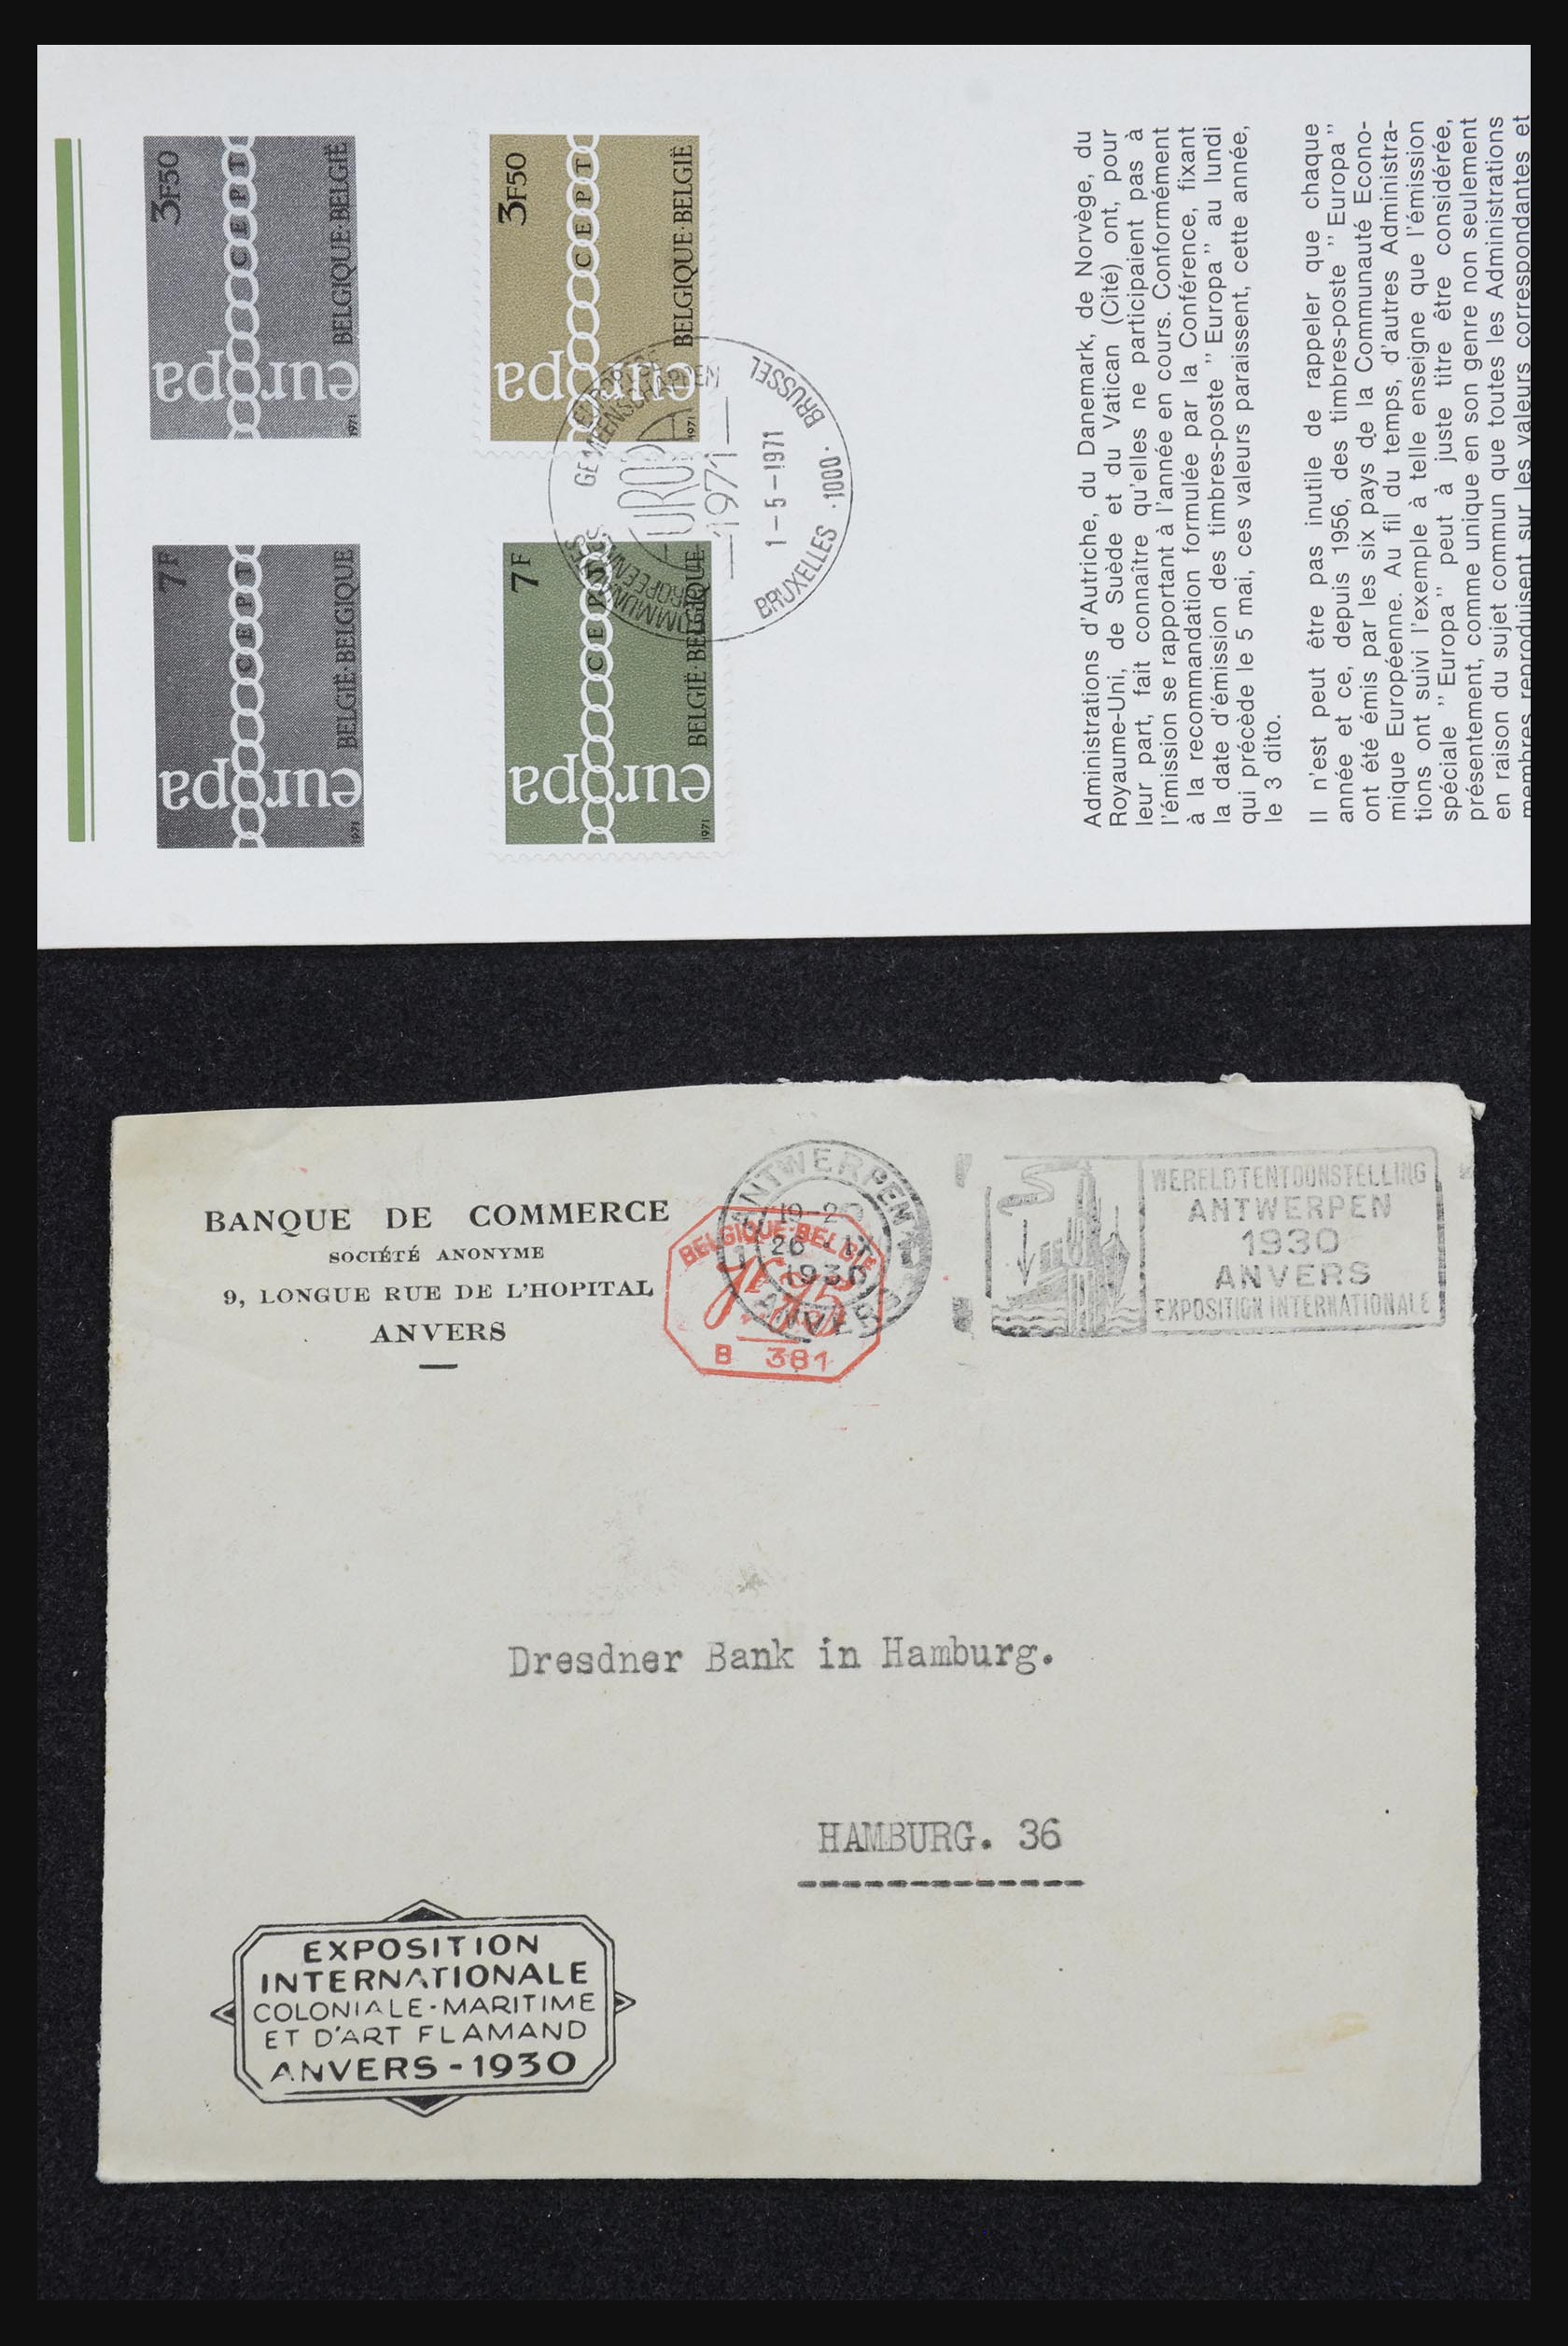 3F50
CEPT
BELGIQUE·BELGIË
europa
1971
3F50
CEPT
BELGIQUE·BELGIË
europa
1971
7F
CEPT
BELGIË·BELGIQUE
europa
1971
7F
CEPT
BELGIË·BELGIQUE
europa
1971
GEMEENSCHAPPEN
1971
1-5-1971
BRUXELLES ·1000· BRUSSEL
Administrations d'Autriche, du Danemark, de Norvège, du
Royaume-Uni, de Suède et du Vatican (Cité) ont, pour
leur part, fait connaître qu'elles ne participaient pas à
l'émission se rapportant à l'année en cours. Conformément
à la recommandation formulée par la Conférence, fixant
la date d'émission des timbres-poste ’’ Europa ’’ au lundi
qui précède le 5 mai, ces valeurs paraissent, cette année,
le 3 dito.
Il n'est peut être pas inutile de rappeler que chaque
année et ce, depuis 1956, des timbres-poste ’’ Europa ’’
ont été émis par les six pays de la Communauté Econo-
mique Européenne. Au fil du temps, d'autres Administra-
tions ont suivi l'exemple à telle enseigne que l'émission
spéciale ’’ Europa ’’ peut à juste titre être considérée,
présentement, comme unique en son genre non seulement
en raison du sujet commun que toutes les Administrations
membres reproduisent sur les valeurs correspondantes et
BANQUE DE COMMERCE
SOCIÉTÉ ANONYME
9, LONGUE RUE DE L'HOPITAL
ANVERS
ANTWERPEN
1930
ANVERS
BELGIQUE-BELGIË
B 381
WERELDTENTOONSTELLING
ANTWERPEN
1930
ANVERS
EXPOSITION INTERNATIONALE
Dresdner Bank in Hamburg.
HAMBURG. 36
EXPOSITION
INTERNATIONALE
COLONIALE-MARITIME
ET D'ART FLAMAND
ANVERS-1930